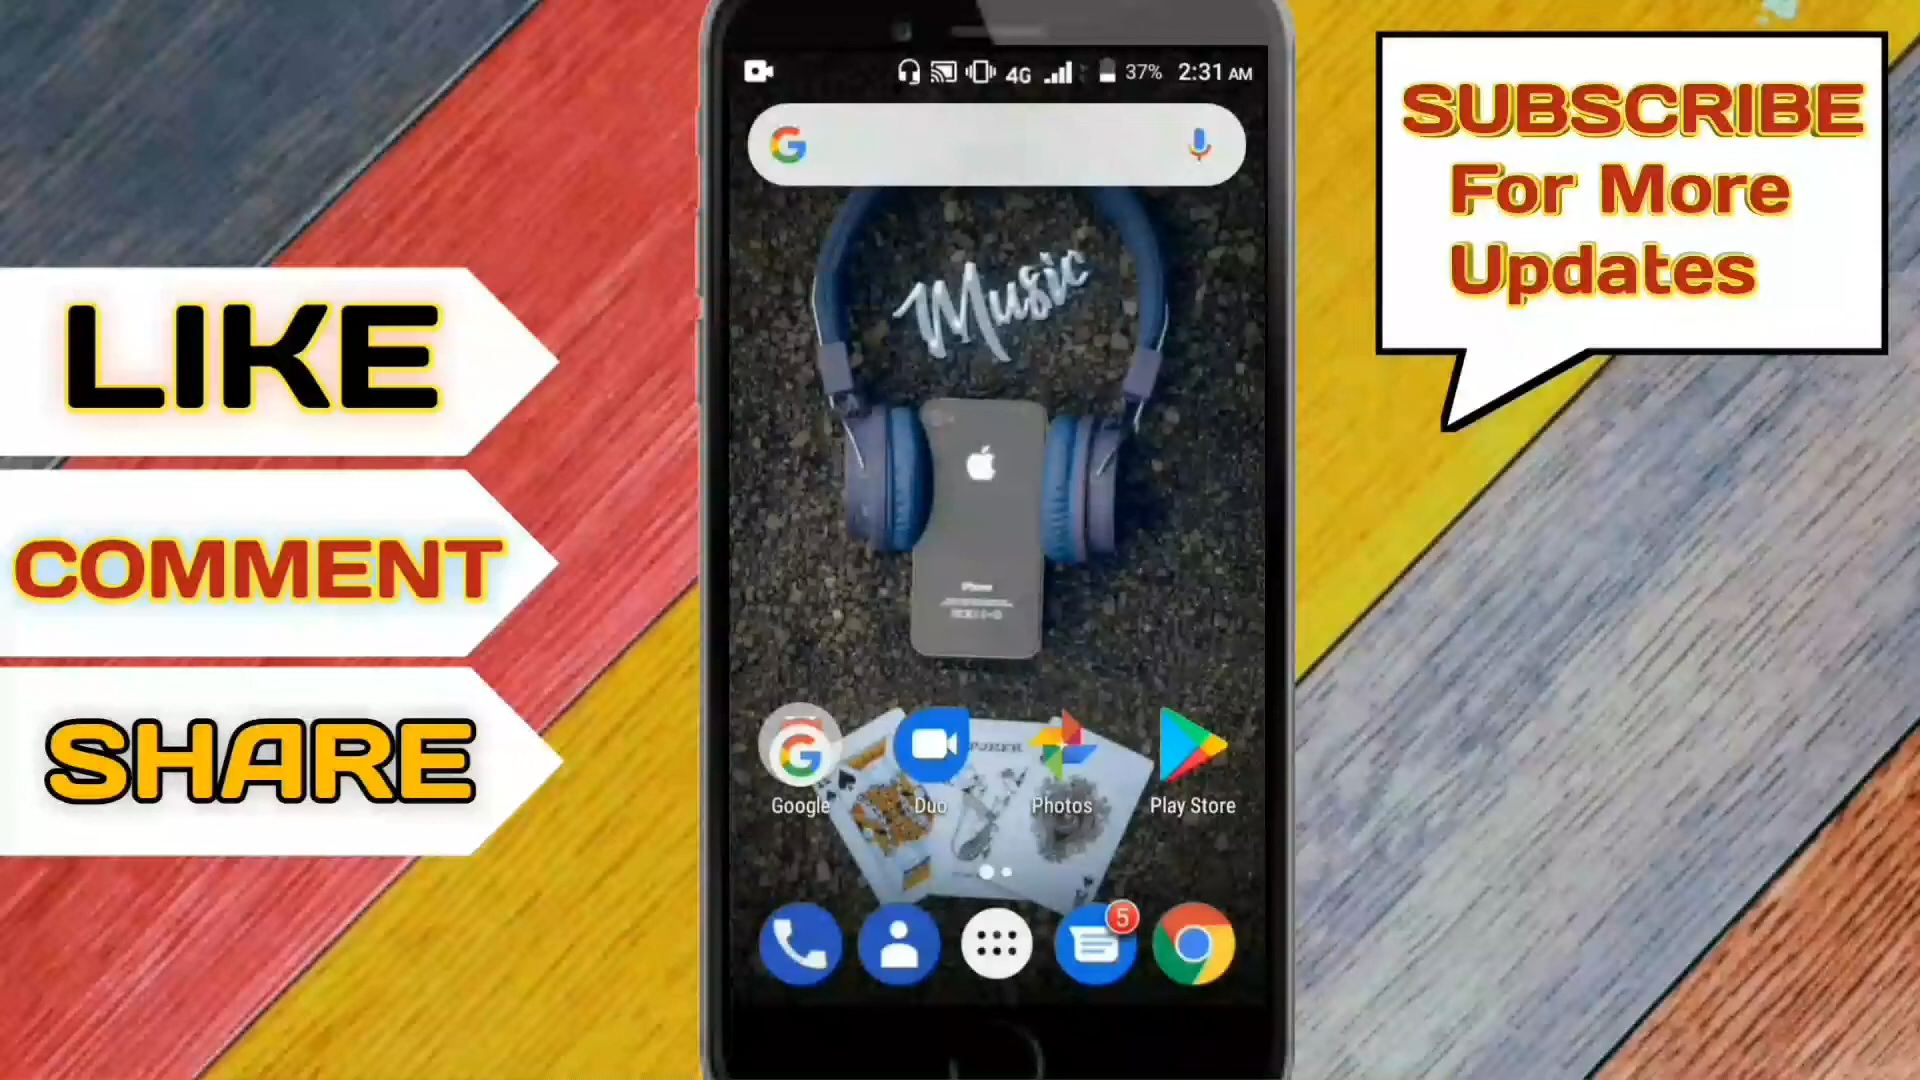 4G 37% 2:31 AM
SUBSCRIBE
For More
Updates
LIKE
COMMENT
SHARE
Music
iPhone
Google
Duo
Photos
Play Store
5